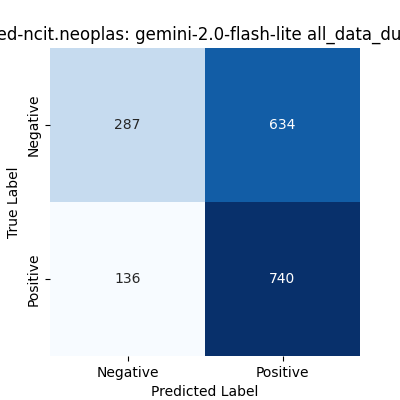 ed-ncit.neoplas: gemini-2.0-flash-lite all_data_du
True Label
Negative
287
634
Positive
136
740
Negative
Positive
Predicted Label